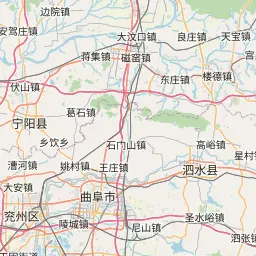 边院镇
安驾庄镇
大汶口镇
良庄镇
天宝镇
蒋集镇
磁窑镇
东庄镇
楼德镇
伏山镇
葛石镇
宁阳县
乡饮乡
石门山镇
高峪镇
星村
漕河镇
姚村镇
王庄镇
泗水县
大安镇
曲阜市
兖州区
陵城镇
圣水峪镇
尼山镇
泗张镇